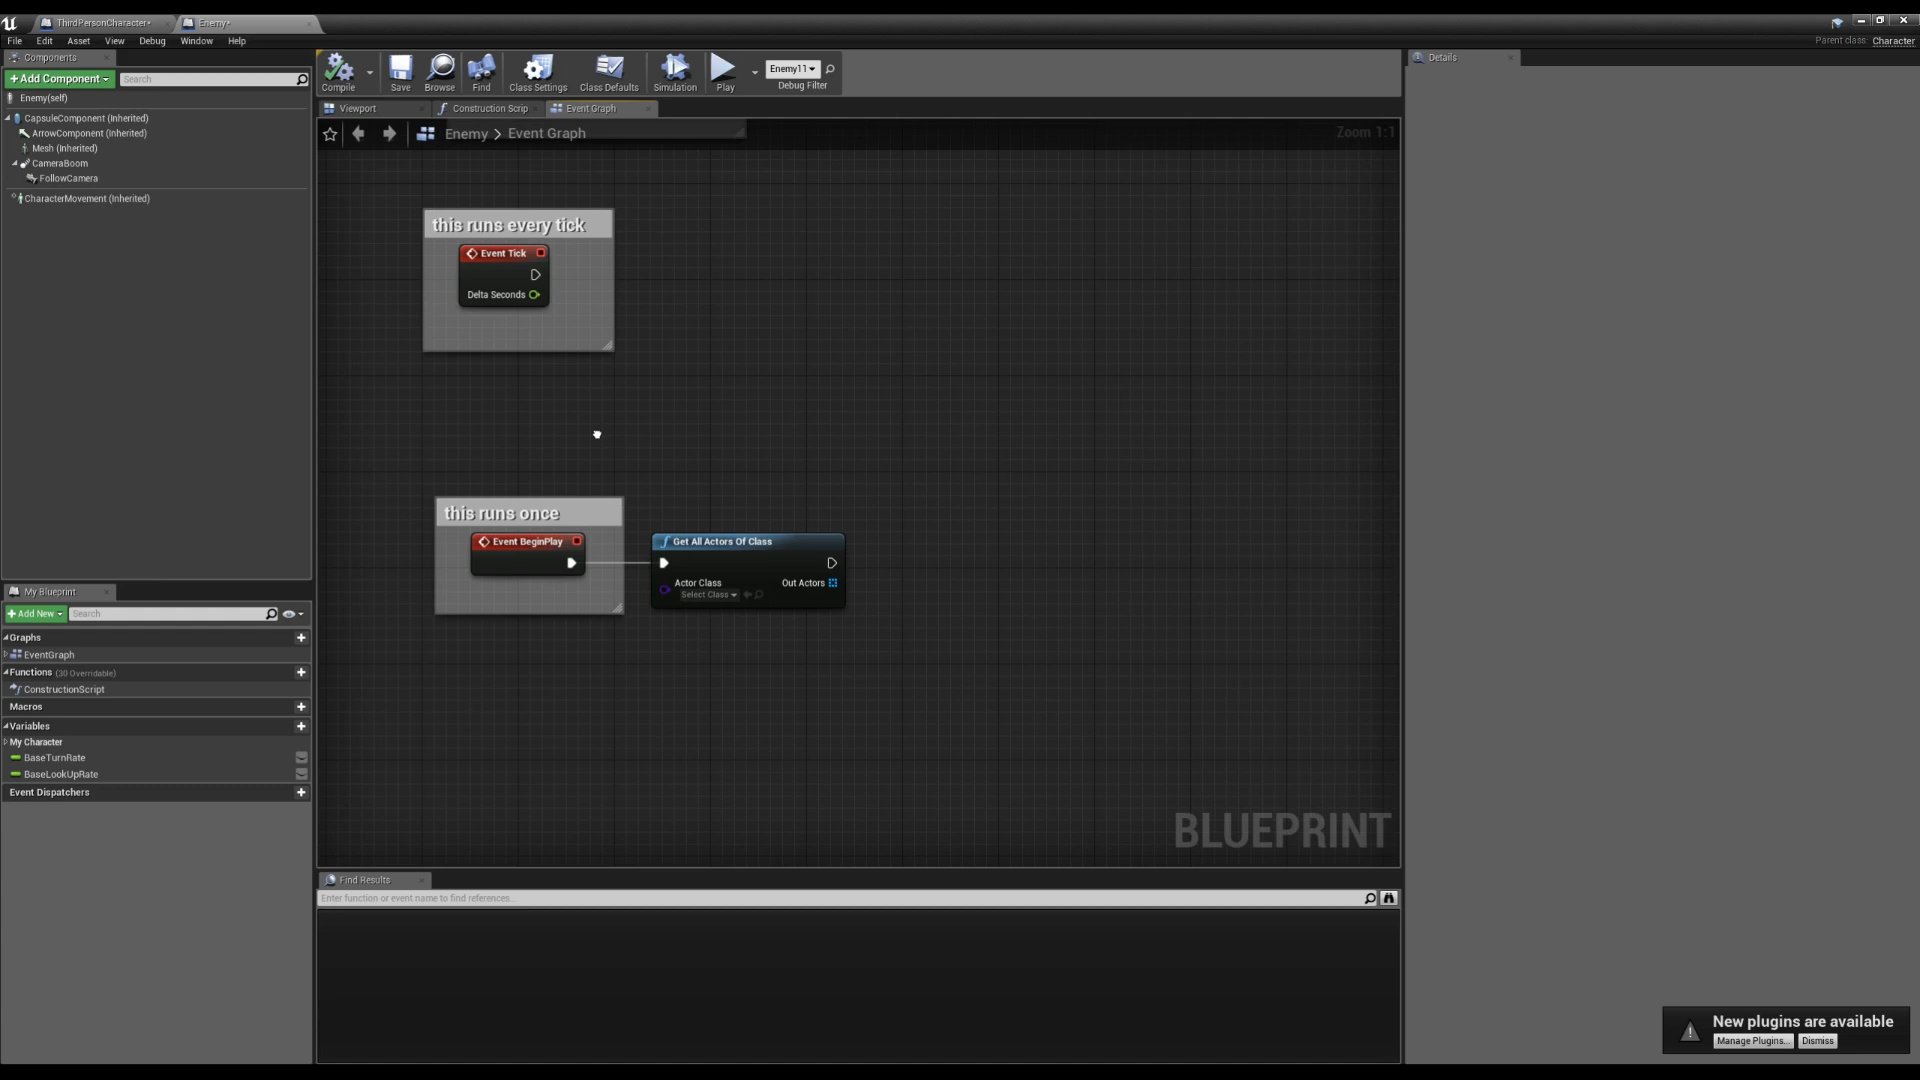 ThirdPersonCharacter*
Enemy*
File Edit Asset View Debug Window Help
Parent class: Character
Components
+Add Component
Search
Enemy(self)
CapsuleComponent (Inherited)
ArrowComponent (Inherited)
Mesh (Inherited)
CameraBoom
FollowCamera
CharacterMovement (Inherited)
My Blueprint
+Add New
Search
Graphs
EventGraph
Functions (30 Overridable)
ConstructionScript
Macros
Variables
My Character
BaseTurnRate
BaseLookUpRate
Event Dispatchers
Compile
Save
Browse
Find
Class Settings
Class Defaults
Simulation
Play
Enemy11
Debug Filter
Viewport
Construction Scrip
Event Graph
Enemy > Event Graph
Zoom 1:1
this runs every tick
Event Tick
Delta Seconds
this runs once
Event BeginPlay
Get All Actors Of Class
Actor Class
Select Class
Out Actors
BLUEPRINT
Find Results
Enter function or event name to find references...
Details
New plugins are available
Manage Plugins...
Dismiss